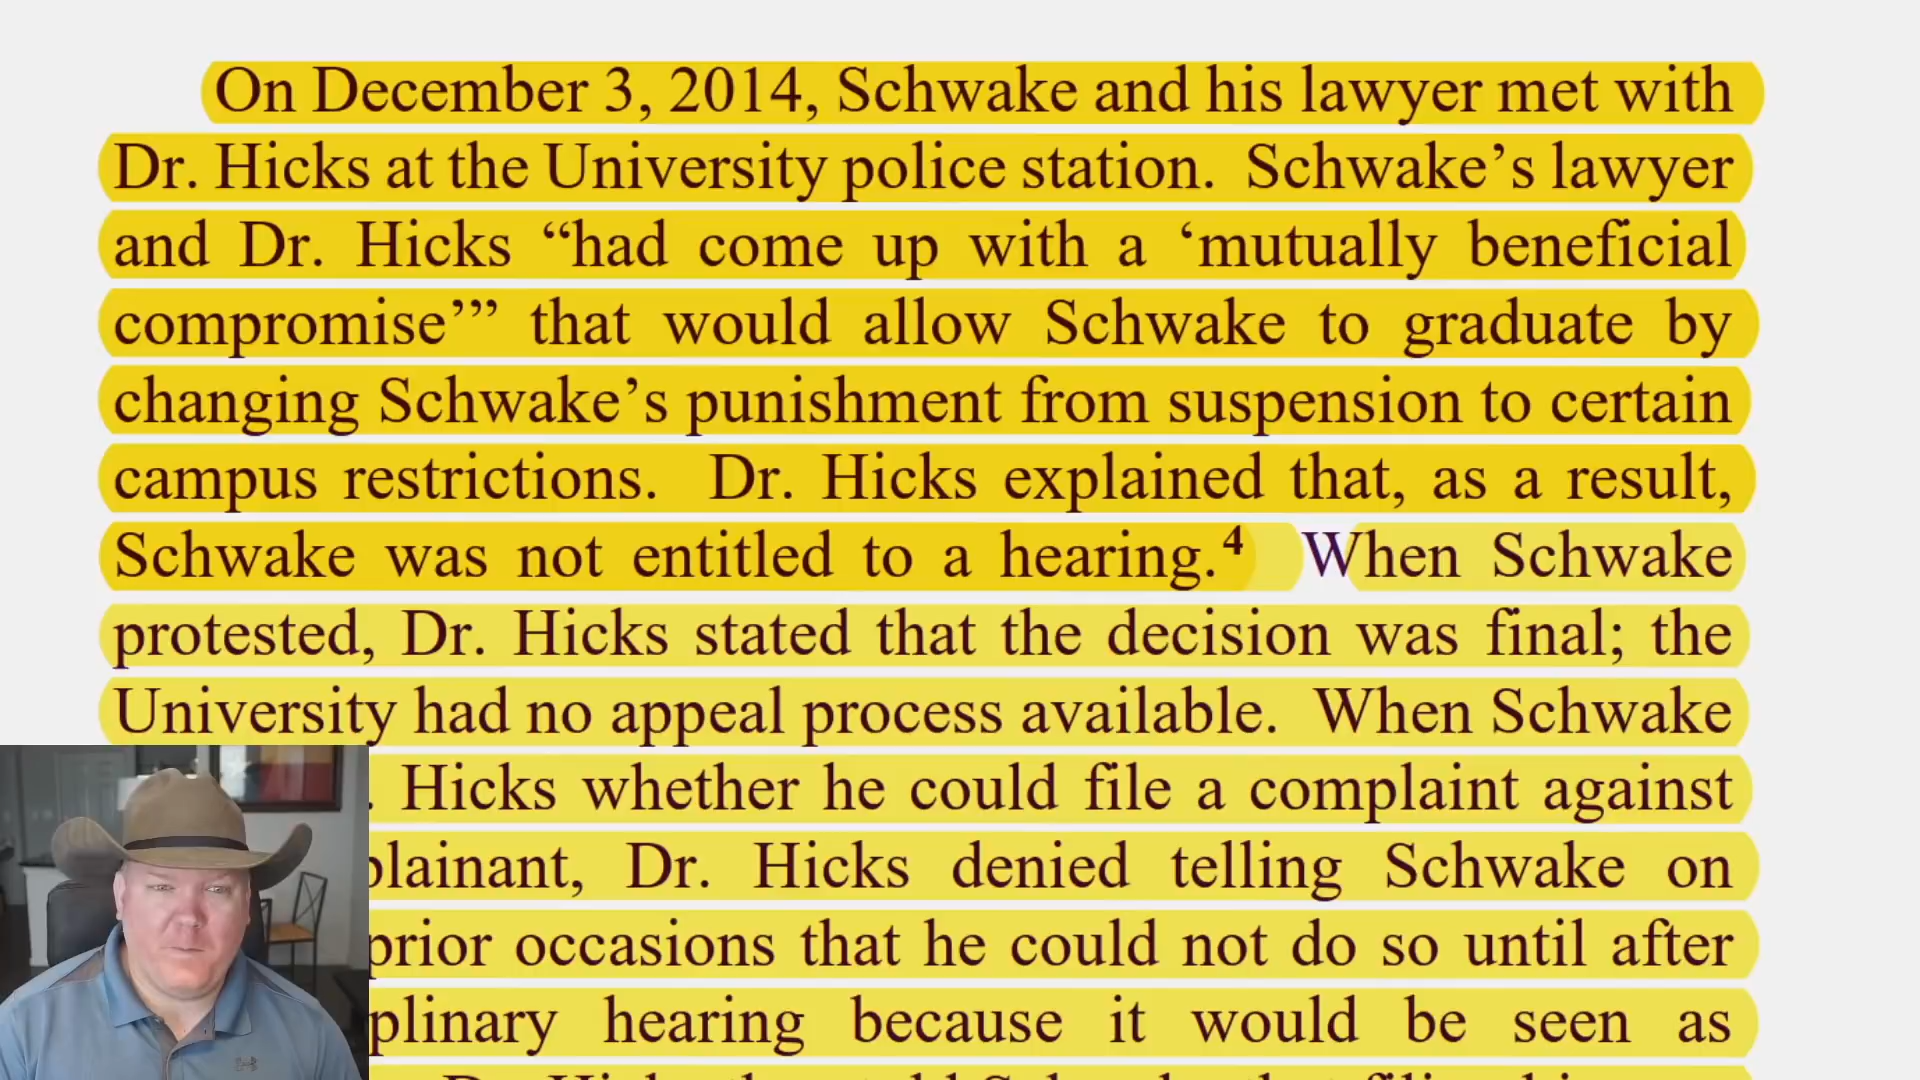 On December 3, 2014, Schwake and his lawyer met with
Dr. Hicks at the University police station. Schwake’s lawyer
and Dr. Hicks “had come up with a ‘mutually beneficial
compromise’” that would allow Schwake to graduate by
changing Schwake’s punishment from suspension to certain
campus restrictions. Dr. Hicks explained that, as a result,
Schwake was not entitled to a hearing.⁴ When Schwake
protested, Dr. Hicks stated that the decision was final; the
University had no appeal process available. When Schwake
. Hicks whether he could file a complaint against
plainant, Dr. Hicks denied telling Schwake on
prior occasions that he could not do so until after
plinary hearing because it would be seen as